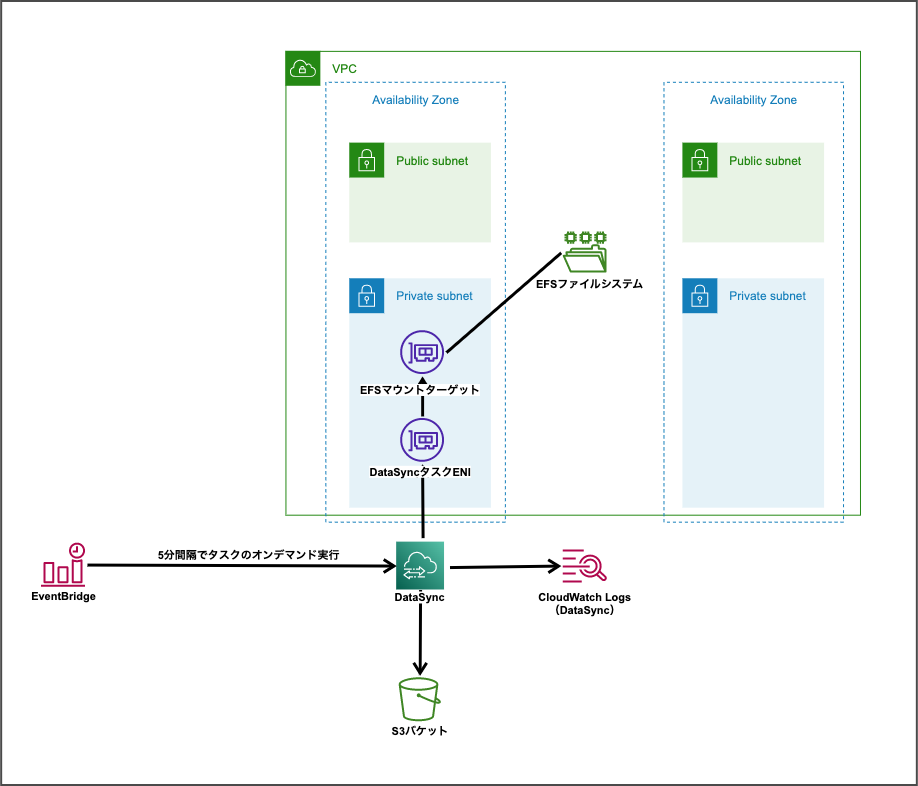 VPC
Availability Zone
Availability Zone
Public subnet
Public subnet
EFSファイルシステム
Private subnet
Private subnet
EFSマウントターゲット
DataSyncタスクENI
5分間隔でタスクのオンデマンド実行
EventBridge
DataSync
CloudWatch Logs
（DataSync）
S3バケット